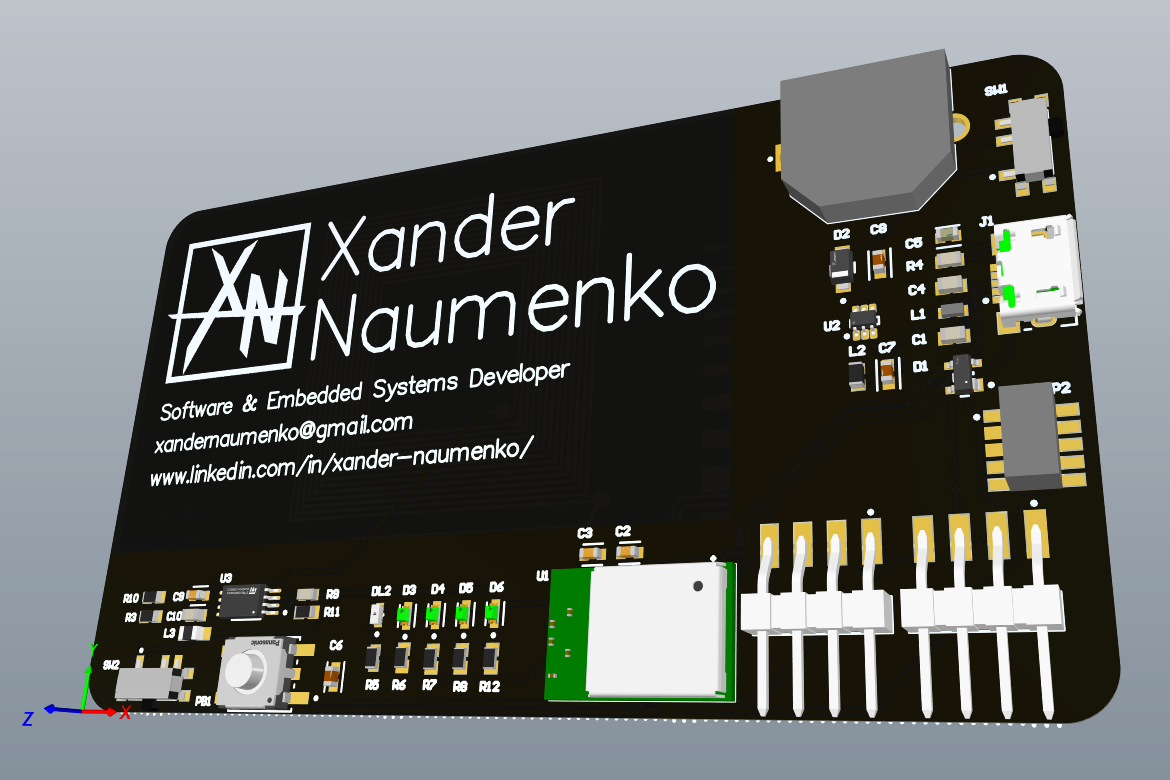 SW1
Xander
XN
Naumenko
J1
D2
C8
C5
R4
C4
L1
U2
C1
L2
C7
D1
Software & Embedded Systems Developer
P2
xandernaumenko@gmail.com
www.linkedin.com/in/xander-naumenko/
C3
C2
U1
U3
DL2
D3
D4
D5
D6
R10
C9
R9
R3
C10
R11
L3
Panasonic
C6
SW2
PB1
R5
R6
R7
R8
R12
Y
Z
X